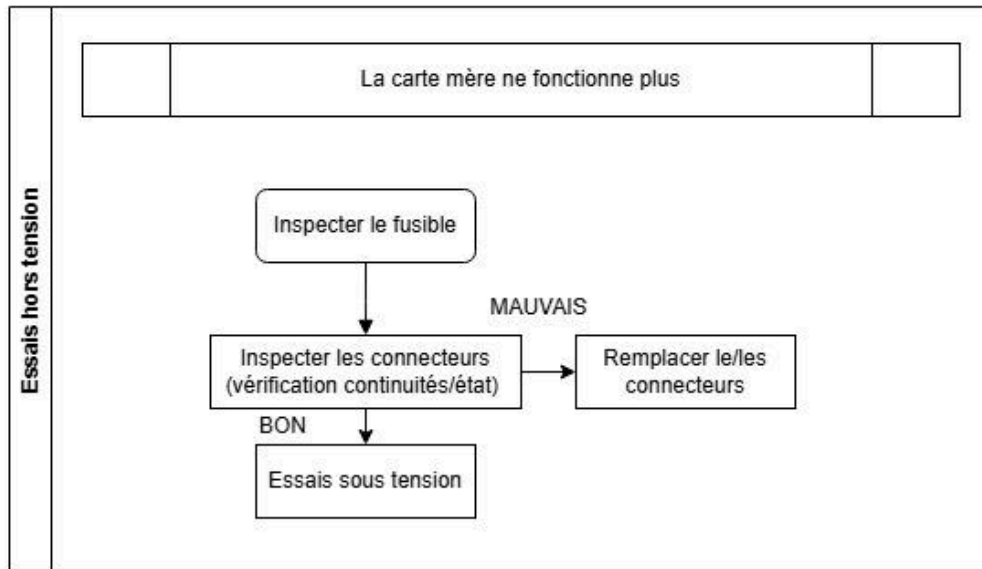 La carte mère ne fonctionne plus
Essais hors tension
Inspecter le fusible
MAUVAIS
Inspecter les connecteurs
(vérification continuités/état)
Remplacer le/les
connecteurs
BON
Essais sous tension